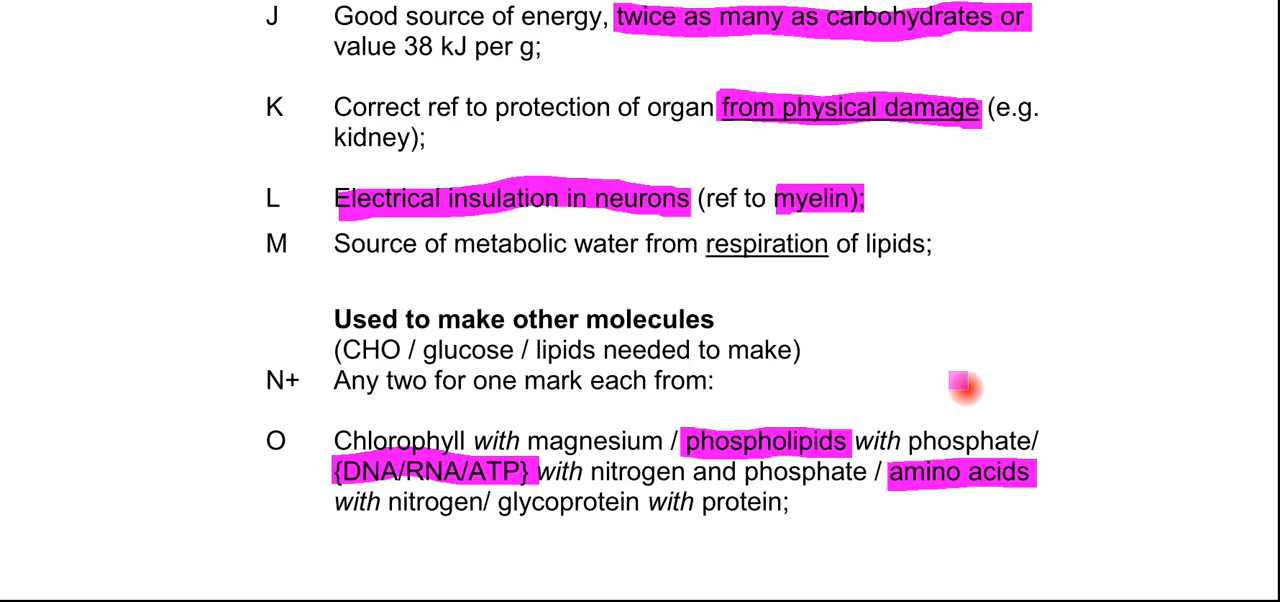 J Good source of energy, twice as many as carbohydrates or
value 38 kJ per g;
K Correct ref to protection of organ from physical damage (e.g.
kidney);
L Electrical insulation in neurons (ref to myelin);
M Source of metabolic water from respiration of lipids;
Used to make other molecules
(CHO / glucose / lipids needed to make)
N+ Any two for one mark each from:
O Chlorophyll with magnesium / phospholipids with phosphate/
{DNA/RNA/ATP} with nitrogen and phosphate / amino acids
with nitrogen/ glycoprotein with protein;